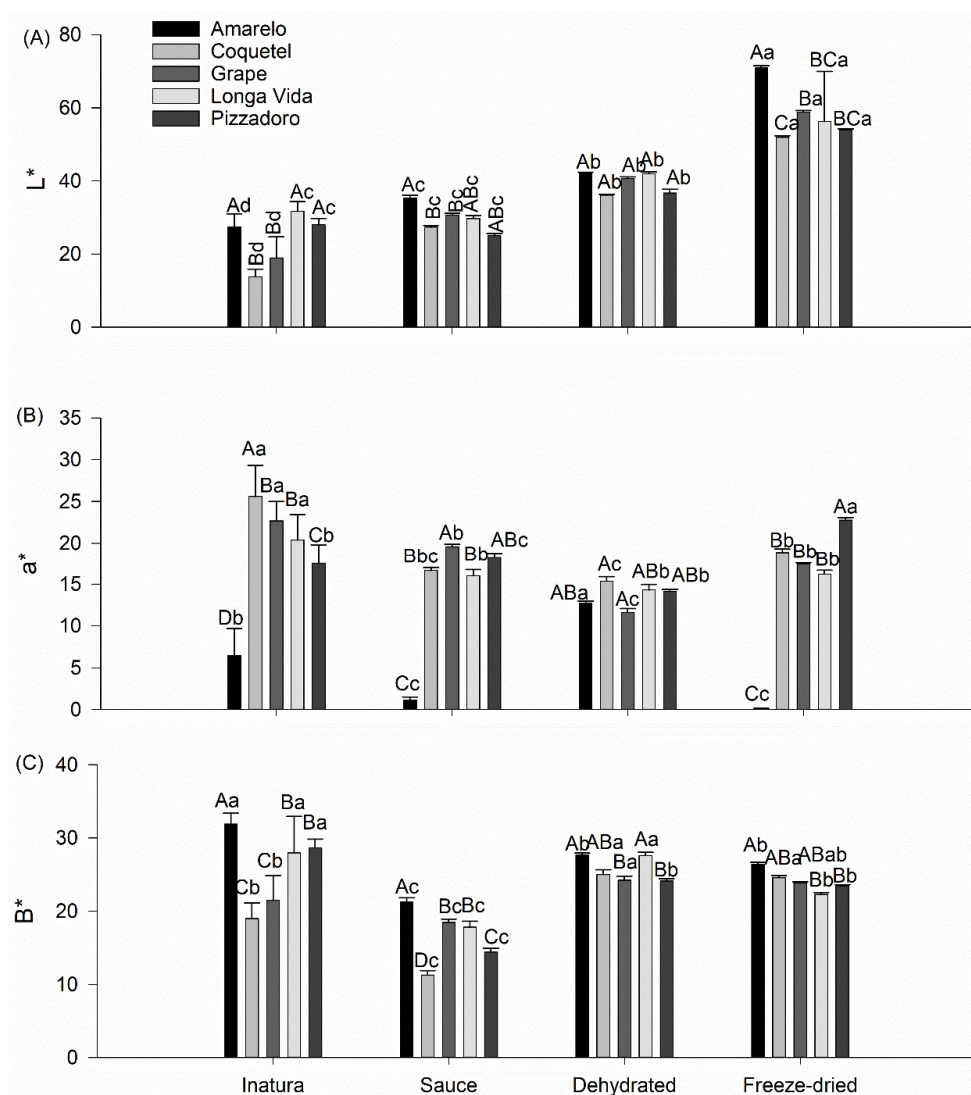 (A)
Amarelo
Coquetel
Grape
Longa Vida
Pizzadoro
L*
80
60
40
20
0
Ad
Bd
Bd
Ac
Ac
Ac
Bc
Bc
ABc
ABc
Ab
Ab
Ab
Ab
Ab
Aa
Ca
Ba
BCa
BCa
(B)
a*
35
30
25
20
15
10
5
0
Db
Aa
Ba
Ba
Cb
Cc
Bbc
Ab
Bb
ABc
ABa
Ac
Ac
ABb
ABb
Cc
Bb
Bb
Bb
Aa
(C)
B*
40
30
20
10
0
Aa
Cb
Cb
Ba
Ba
Ac
Dc
Bc
Bc
Cc
Ab
ABa
Ba
Aa
Bb
Ab
ABa
ABab
Bb
Bb
Inatura Sauce Dehydrated Freeze-dried